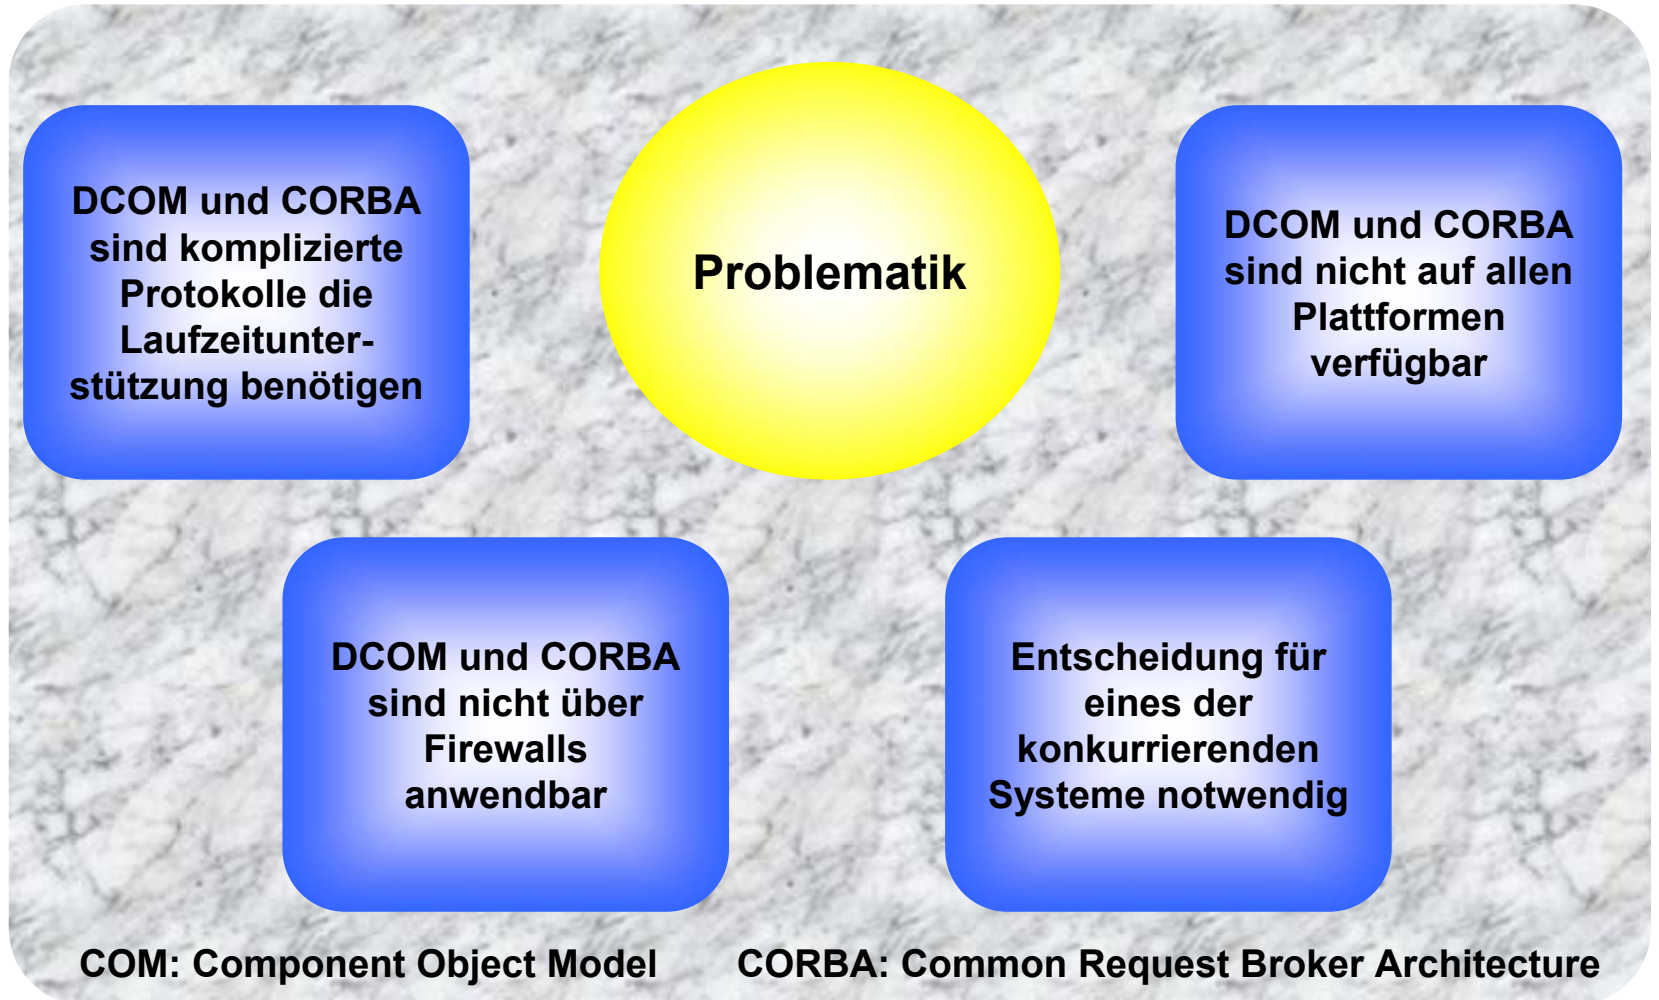 Problematik
DCOM und CORBA
sind komplizierte
Protokolle die
Laufzeitunter-
stützung benötigen
DCOM und CORBA
sind nicht auf allen
Plattformen
verfügbar
DCOM und CORBA
sind nicht über
Firewalls
anwendbar
Entscheidung für
eines der
konkurrierenden
Systeme notwendig
COM: Component Object Model
CORBA: Common Request Broker Architecture